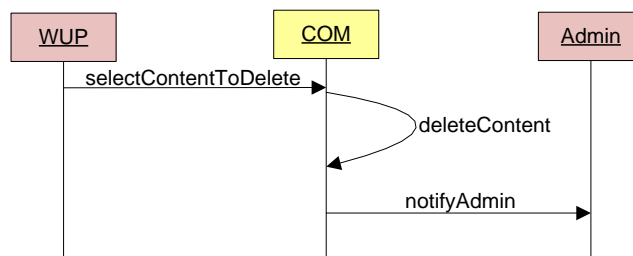 WUP
COM
Admin
selectContentToDelete
deleteContent
notifyAdmin